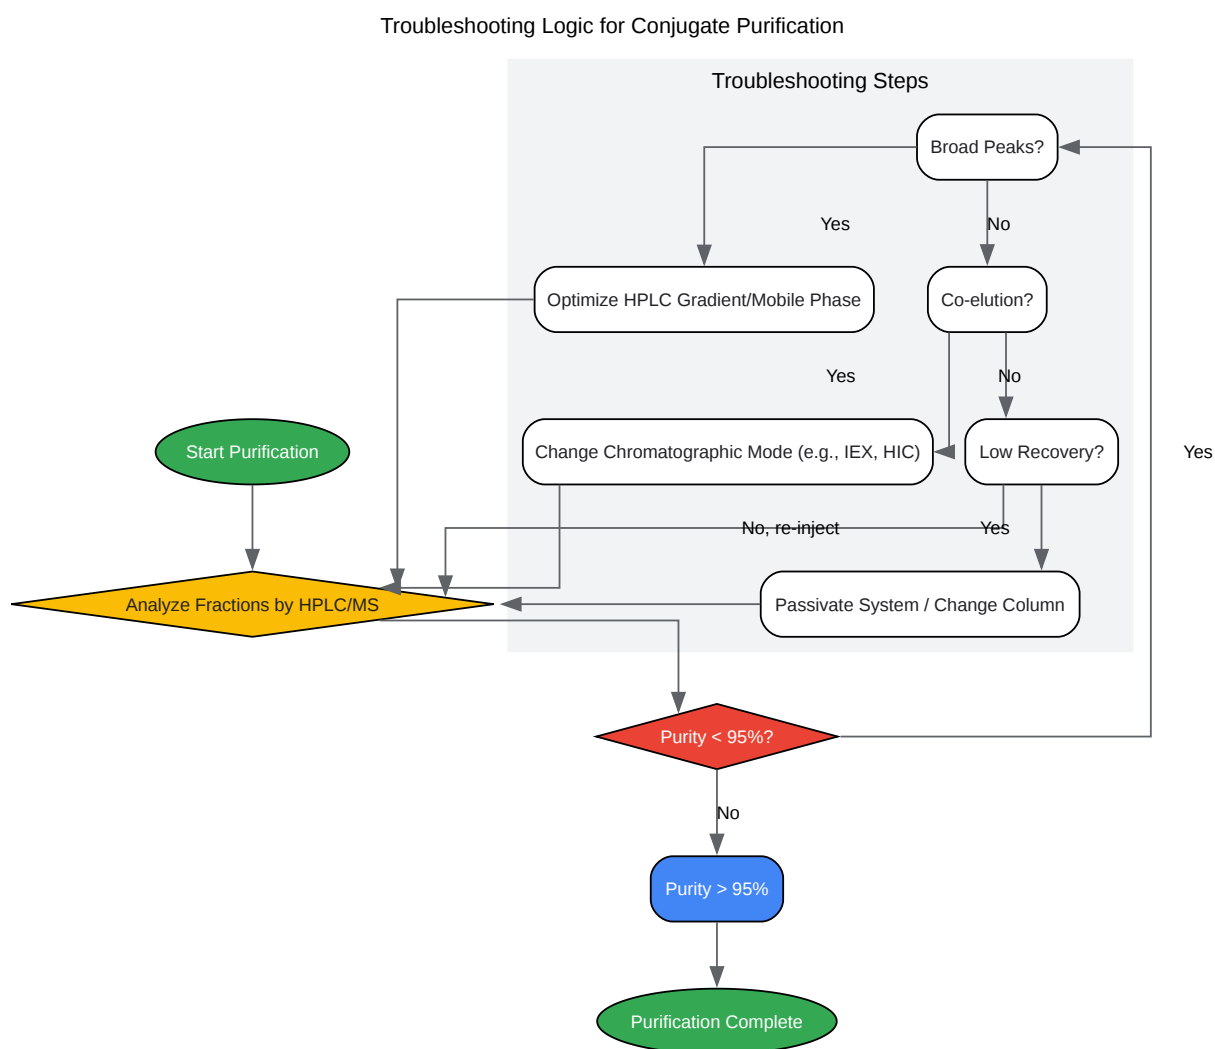 Troubleshooting Logic for Conjugate Purification
Troubleshooting Steps
Broad Peaks?
Yes
No
Optimize HPLC Gradient/Mobile Phase
Co-elution?
Yes
No
Start Purification
Change Chromatographic Mode (e.g., IEX, HIC)
Low Recovery?
Yes
No, re-inject
Yes
Analyze Fractions by HPLC/MS
Passivate System / Change Column
Purity < 95%?
No
Purity > 95%
Purification Complete